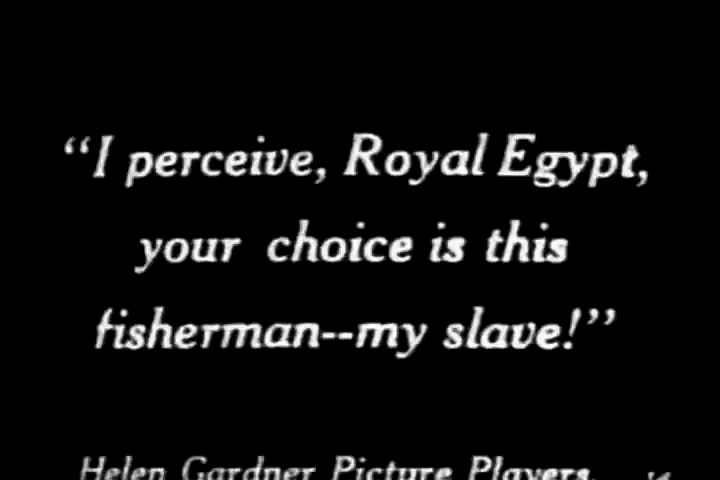 “I perceive, Royal Egypt,
your choice is this
fisherman--my slave!”
Helen Gardner Picture Players.